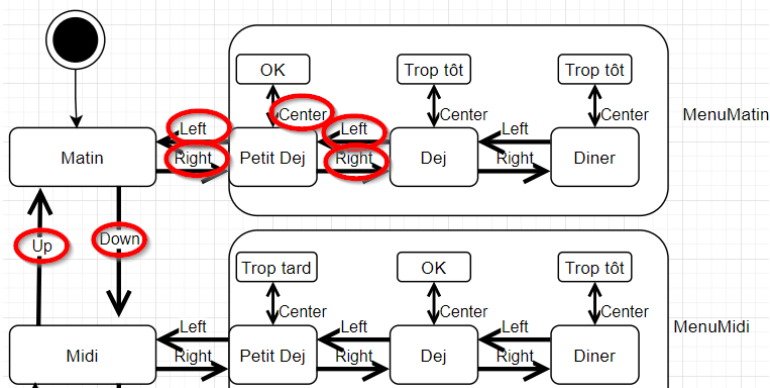 OK
Trop tôt
Trop tôt
Center
Center
Center
MenuMatin
Left
Left
Left
Matin
Right
Petit Dej
Right
Dej
Right
Diner
Up
Down
Trop tard
OK
Trop tôt
Center
Center
Center
MenuMidi
Left
Left
Left
Midi
Right
Petit Dej
Right
Dej
Right
Diner